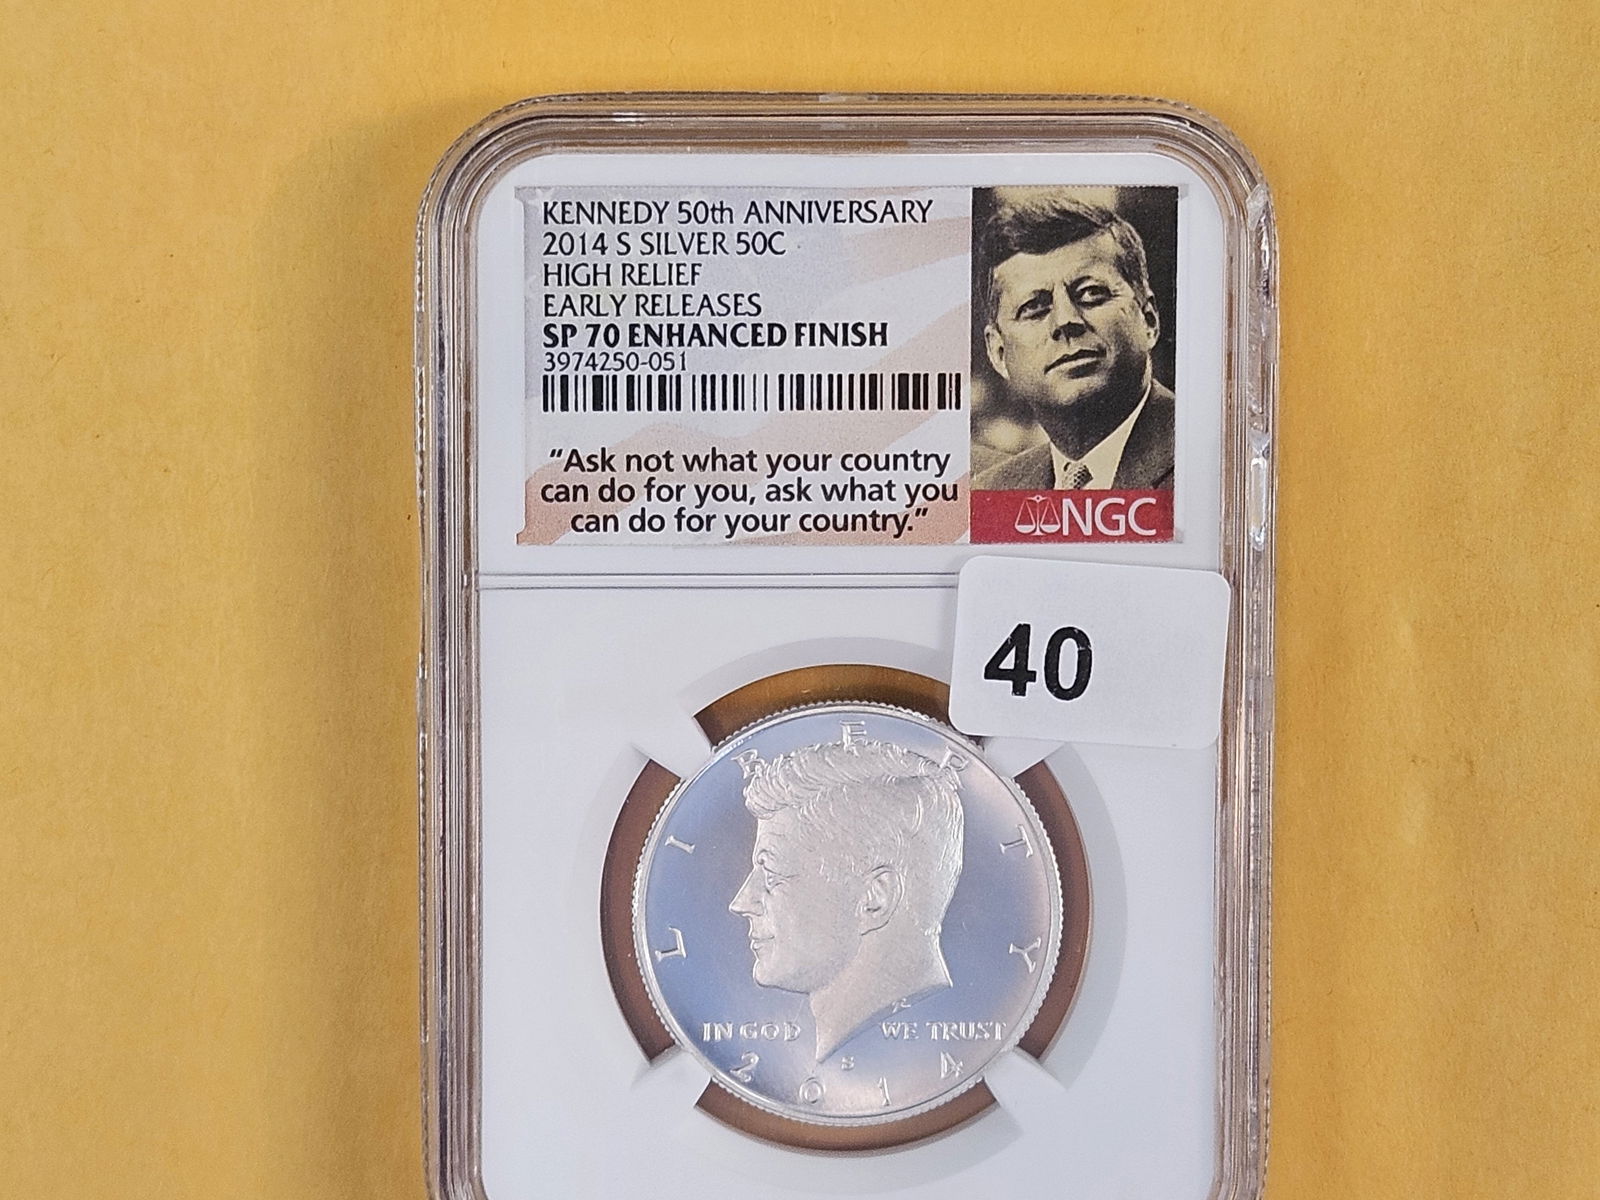 KENNEDY 50th ANNIVERSARY
2014 S SILVER 50C
HIGH RELIEF
EARLY RELEASES
SP 70 ENHANCED FINISH
3974250-051
“Ask not what your country
can do for you, ask what you
can do for your country.”
NGC
40
LIBERTY
IN GOD WE TRUST
S
2014